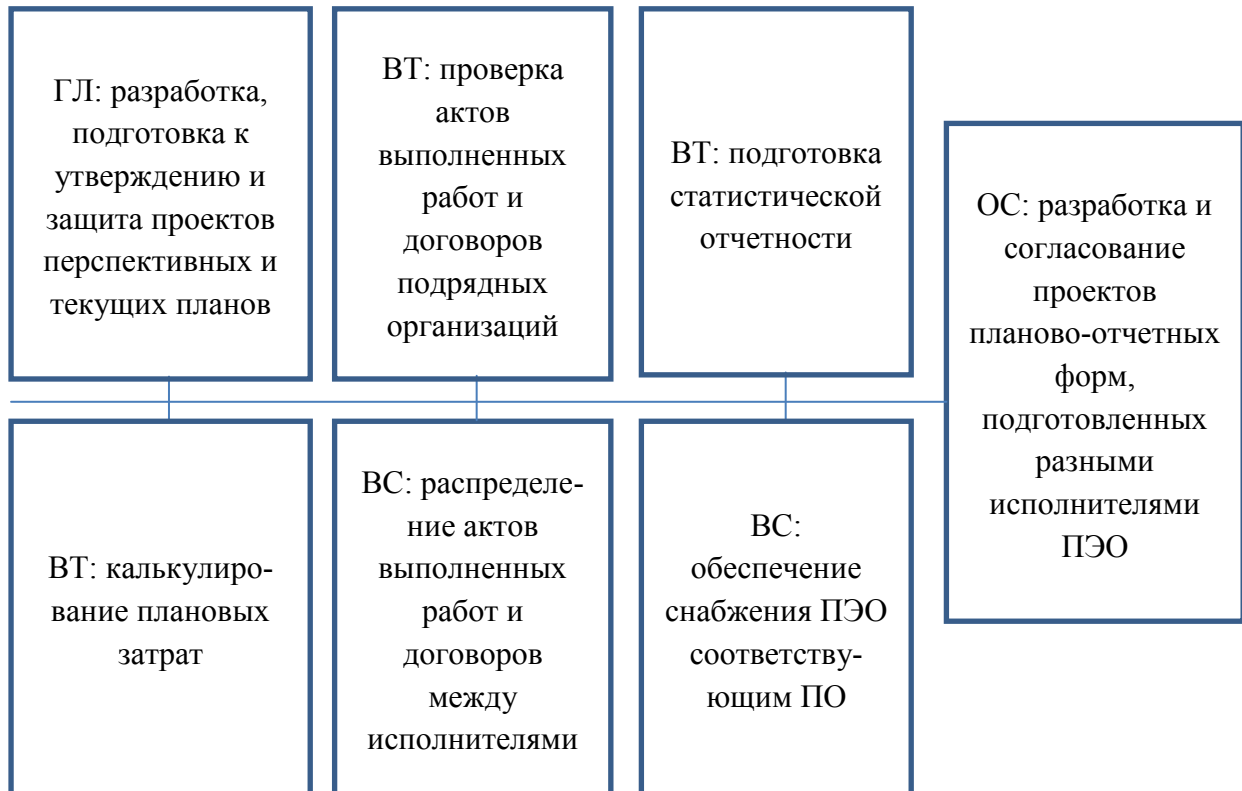 ГЛ: разработка,
подготовка к
утверждению и
защита проектов
перспективных и
текущих планов
ВТ: проверка
актов
выполненных
работ и
договоров
подрядных
организаций
ВТ: подготовка
статистической
отчетности
ОС: разработка и
согласование
проектов
планово-отчетных
форм,
подготовленных
разными
исполнителями
ПЭО
ВТ: калькулиро-
вание плановых
затрат
ВС: распределе-
ние актов
выполненных
работ и
договоров
между
исполнителями
ВС:
обеспечение
снабжения ПЭО
соответству-
ющим ПО